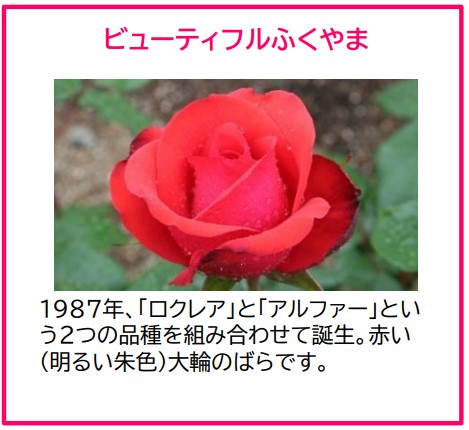 ビューティフルふくやま
1987年、「ロクレア」と「アルファー」とい
う2つの品種を組み合わせて誕生。赤い
（明るい朱色）大輪のばらです。